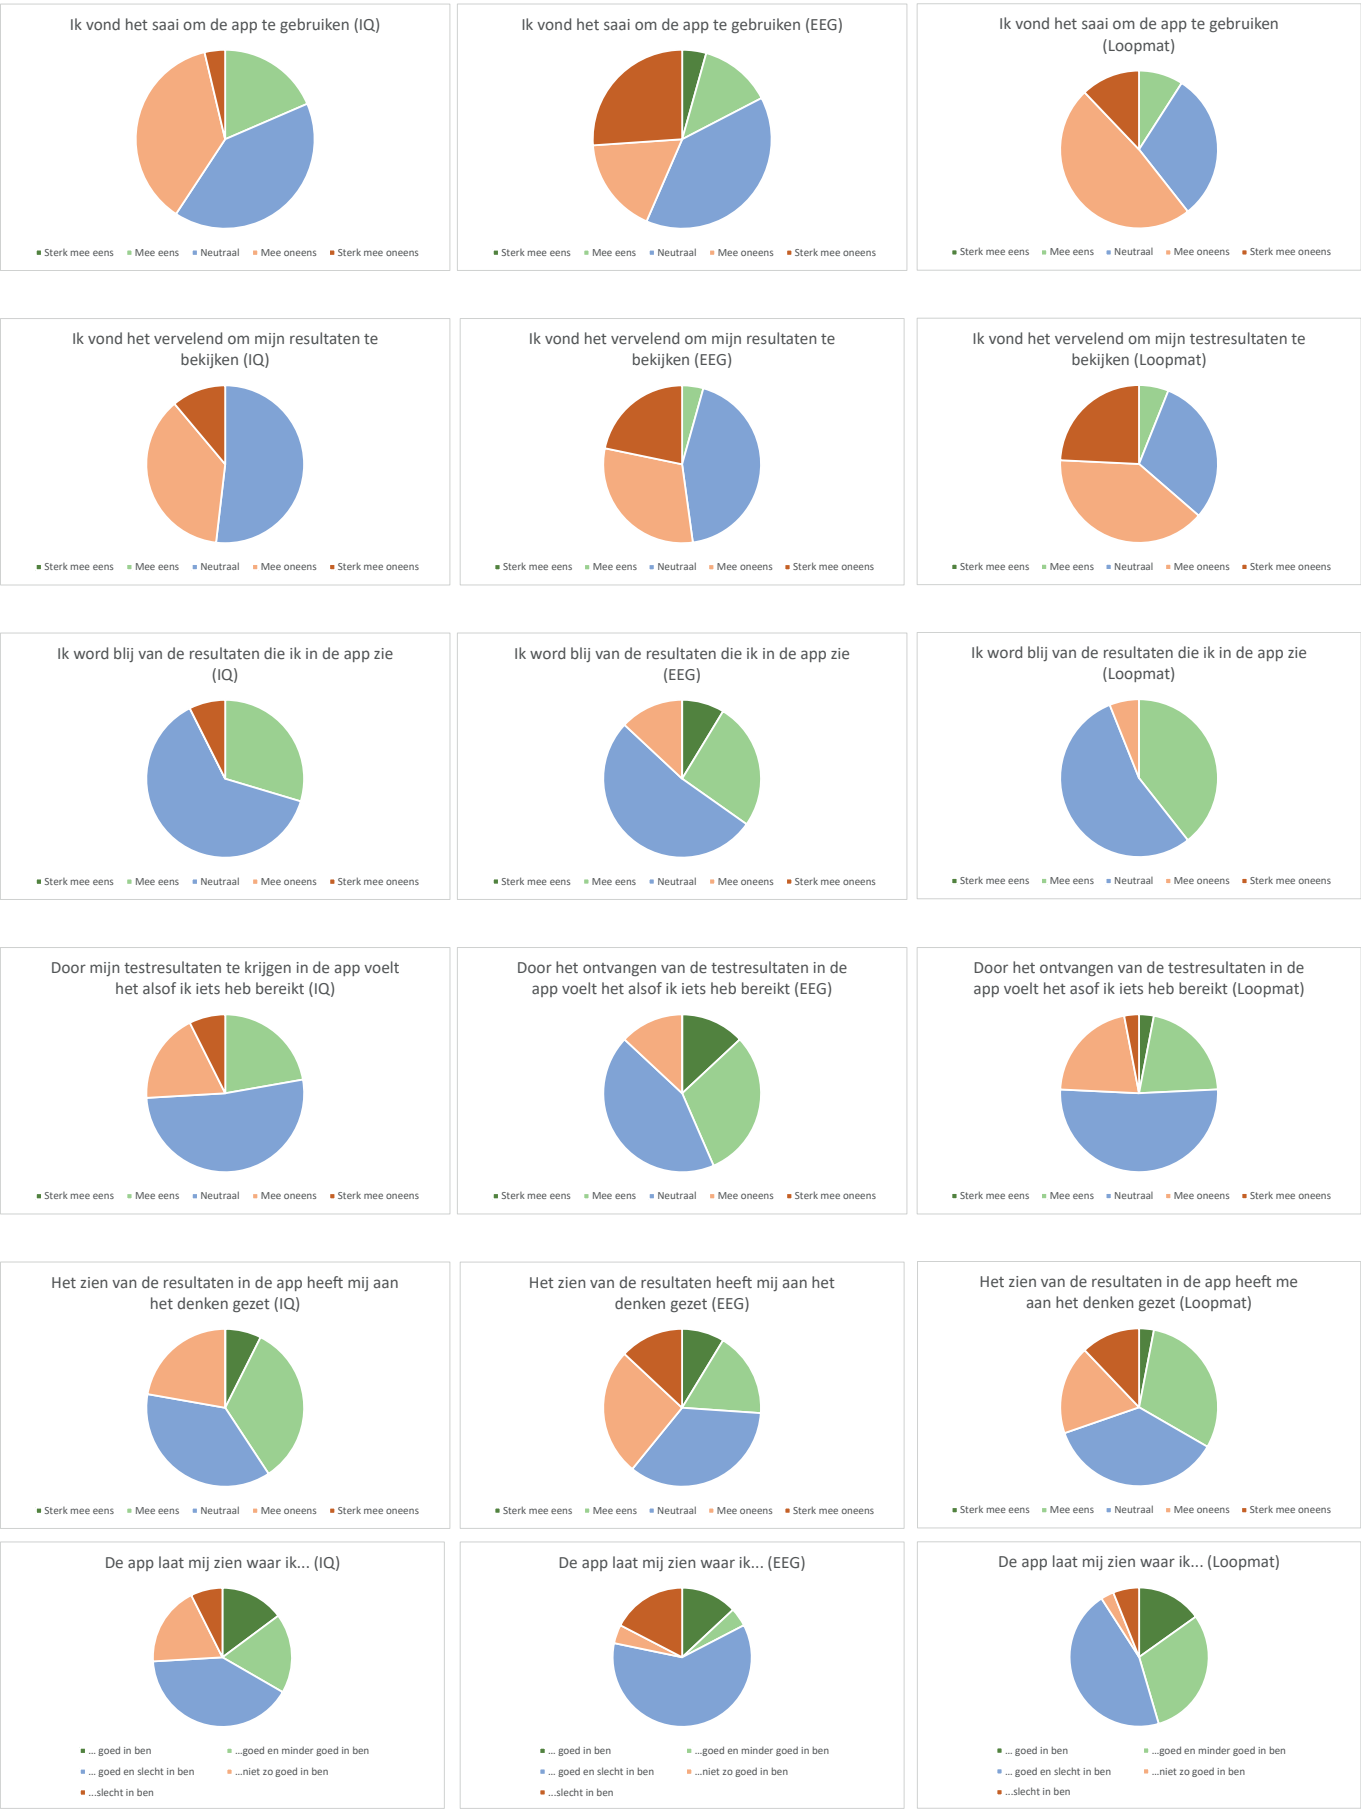 Ik vond het saai om de app te gebruiken (IQ)
Sterk mee eens Mee eens Neutraal Mee oneens Sterk mee oneens
Ik vond het saai om de app te gebruiken (EEG)
Sterk mee eens Mee eens Neutraal Mee oneens Sterk mee oneens
Ik vond het saai om de app te gebruiken
(Loopmat)
Sterk mee eens Mee eens Neutraal Mee oneens Sterk mee oneens
Ik vond het vervelend om mijn resultaten te
bekijken (IQ)
Sterk mee eens Mee eens Neutraal Mee oneens Sterk mee oneens
Ik vond het vervelend om mijn resultaten te
bekijken (EEG)
Sterk mee eens Mee eens Neutraal Mee oneens Sterk mee oneens
Ik vond het vervelend om mijn testresultaten te
bekijken (Loopmat)
Sterk mee eens Mee eens Neutraal Mee oneens Sterk mee oneens
Ik word blij van de resultaten die ik in de app zie
(IQ)
Sterk mee eens Mee eens Neutraal Mee oneens Sterk mee oneens
Ik word blij van de resultaten die ik in de app zie
(EEG)
Sterk mee eens Mee eens Neutraal Mee oneens Sterk mee oneens
Ik word blij van de resultaten die ik in de app zie
(Loopmat)
Sterk mee eens Mee eens Neutraal Mee oneens Sterk mee oneens
Door mijn testresultaten te krijgen in de app voelt
het alsof ik iets heb bereikt (IQ)
Sterk mee eens Mee eens Neutraal Mee oneens Sterk mee oneens
Door het ontvangen van de testresultaten in de
app voelt het alsof ik iets heb bereikt (EEG)
Sterk mee eens Mee eens Neutraal Mee oneens Sterk mee oneens
Door het ontvangen van de testresultaten in de
app voelt het asof ik iets heb bereikt (Loopmat)
Sterk mee eens Mee eens Neutraal Mee oneens Sterk mee oneens
Het zien van de resultaten in de app heeft mij aan
het denken gezet (IQ)
Sterk mee eens Mee eens Neutraal Mee oneens Sterk mee oneens
Het zien van de resultaten heeft mij aan het
denken gezet (EEG)
Sterk mee eens Mee eens Neutraal Mee oneens Sterk mee oneens
Het zien van de resultaten in de app heeft me
aan het denken gezet (Loopmat)
Sterk mee eens Mee eens Neutraal Mee oneens Sterk mee oneens
De app laat mij zien waar ik... (IQ)
... goed in ben ...goed en minder goed in ben
... goed en slecht in ben ...niet zo goed in ben
...slecht in ben
De app laat mij zien waar ik... (EEG)
... goed in ben ...goed en minder goed in ben
... goed en slecht in ben ...niet zo goed in ben
...slecht in ben
De app laat mij zien waar ik... (Loopmat)
... goed in ben ...goed en minder goed in ben
... goed en slecht in ben ...niet zo goed in ben
...slecht in ben